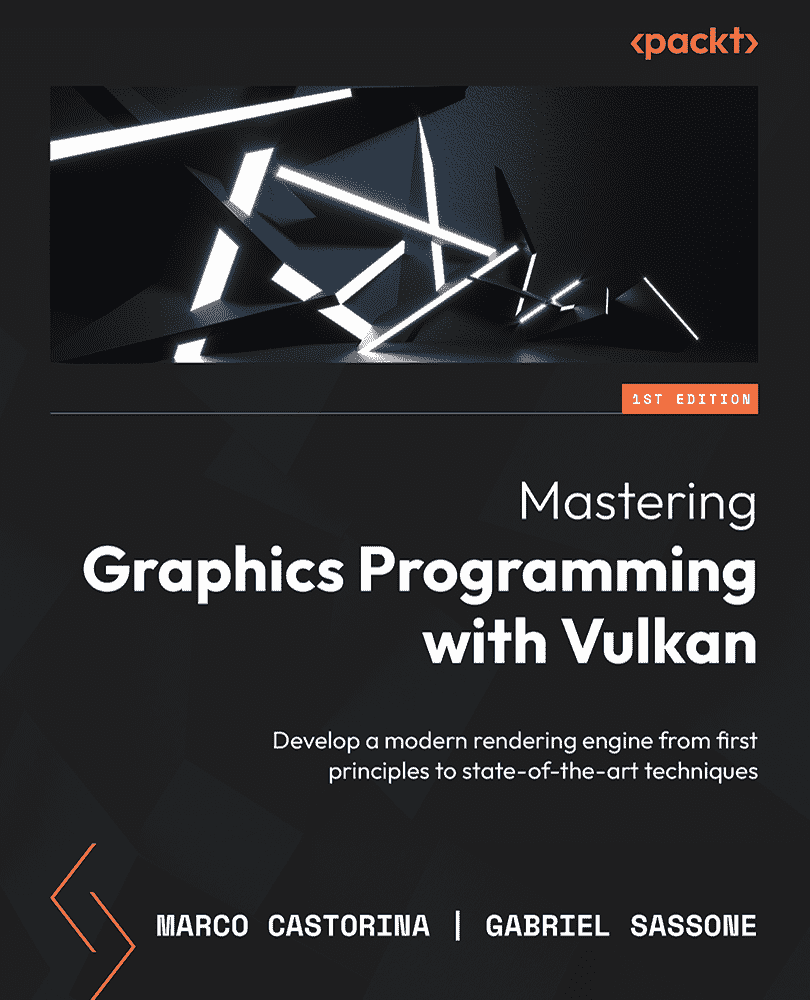 <packt>
1ST EDITION
Mastering
Graphics Programming
with Vulkan
Develop a modern rendering engine from first
principles to state-of-the-art techniques
MARCO CASTORINA | GABRIEL SASSONE